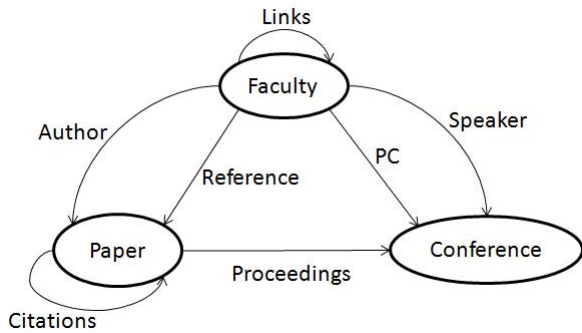 Links
Faculty
Author
Speaker
PC
Reference
Paper
Conference
Proceedings
Citations